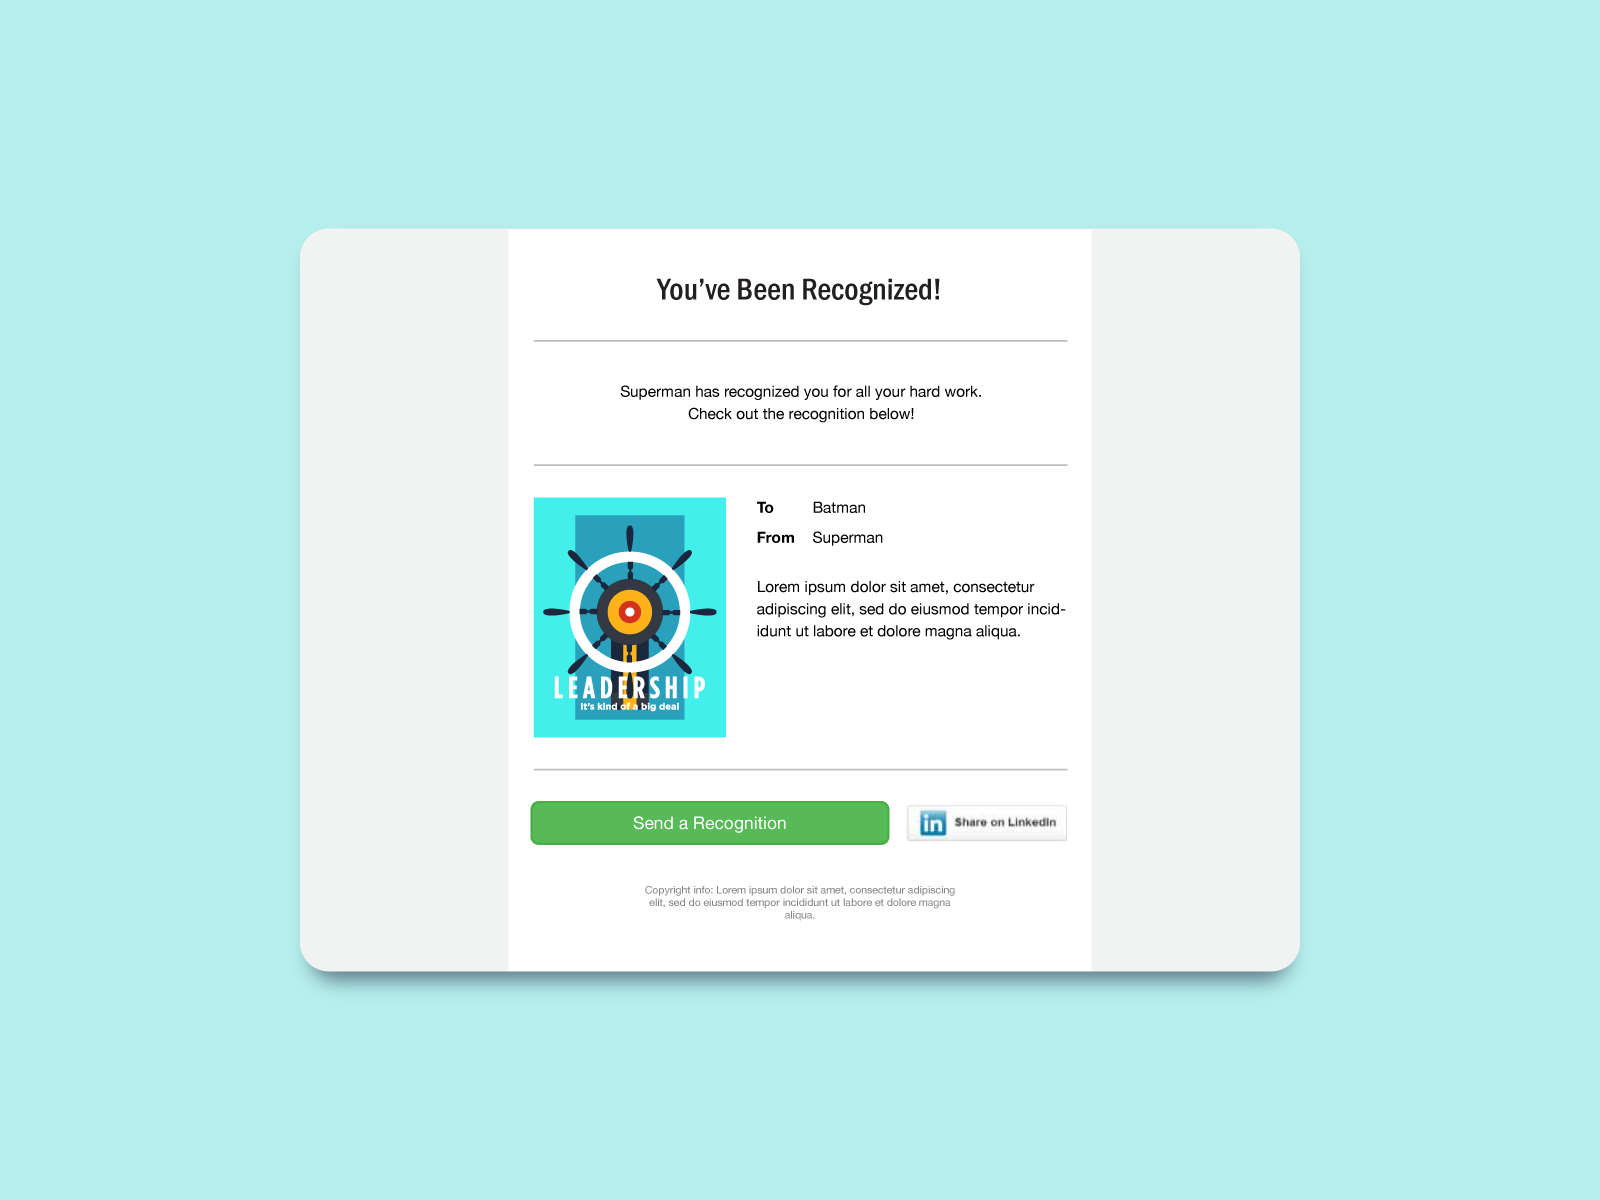 You’ve Been Recognized!
Superman has recognized you for all your hard work.
Check out the recognition below!
To Batman
From Superman
Lorem ipsum dolor sit amet, consectetur
adipiscing elit, sed do eiusmod tempor incid-
idunt ut labore et dolore magna aliqua.
LEADERSHIP
It's kind of a big deal
Send a Recognition
in Share on LinkedIn
Copyright info: Lorem ipsum dolor sit amet, consectetur adipiscing
elit, sed do eiusmod tempor incididunt ut labore et dolore magna
aliqua.